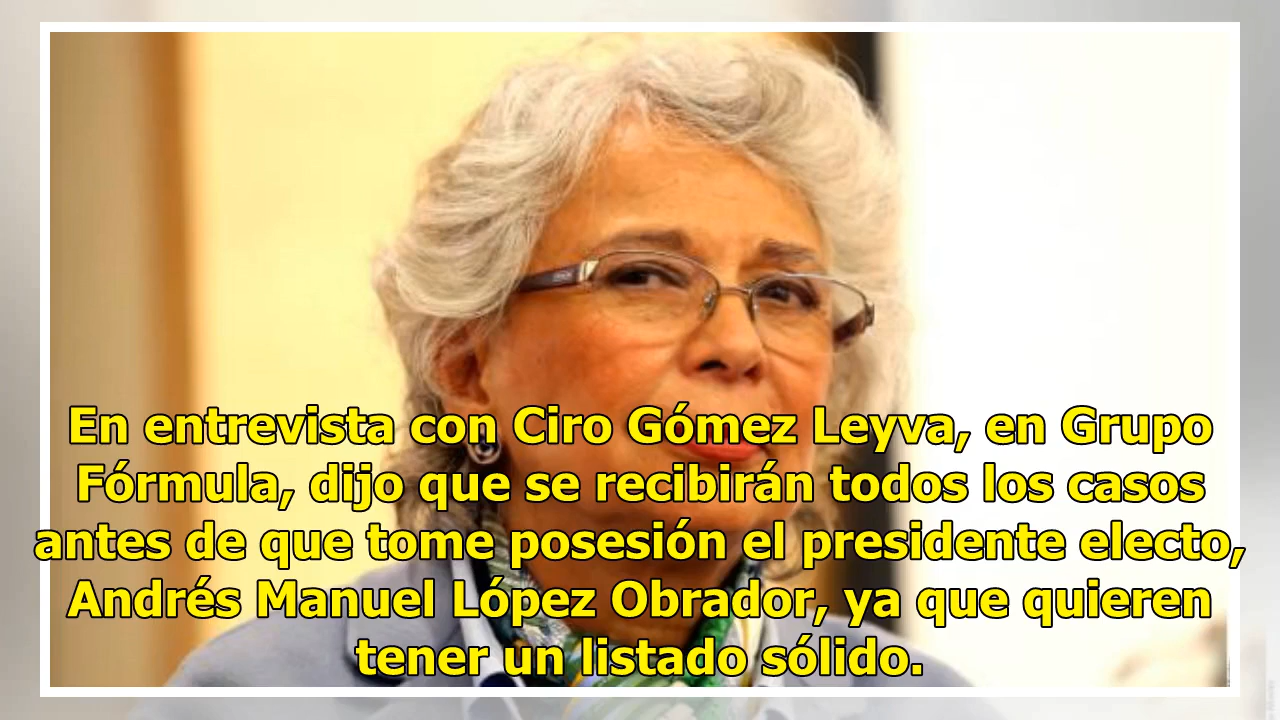 En entrevista con Ciro Gómez Leyva, en Grupo
Fórmula, dijo que se recibirán todos los casos
antes de que tome posesión el presidente electo,
Andrés Manuel López Obrador, ya que quieren
tener un listado sólido.